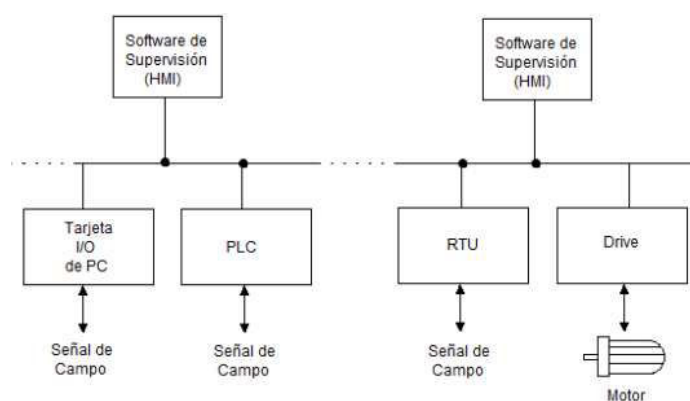 Software de
Supervisión
(HMI)
Software de
Supervisión
(HMI)
Tarjeta
I/O
de PC
PLC
RTU
Drive
Señal de
Campo
Señal de
Campo
Señal de
Campo
Motor